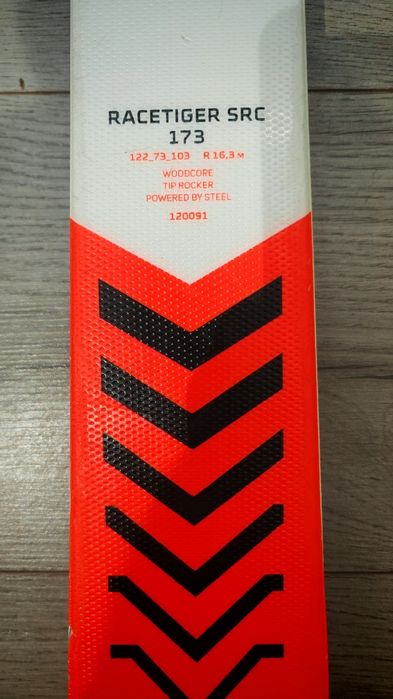 RACETIGER SRC
173
122_73_103 R 16,3 M
WOODCORE
TIP ROCKER
POWERED BY STEEL
120091